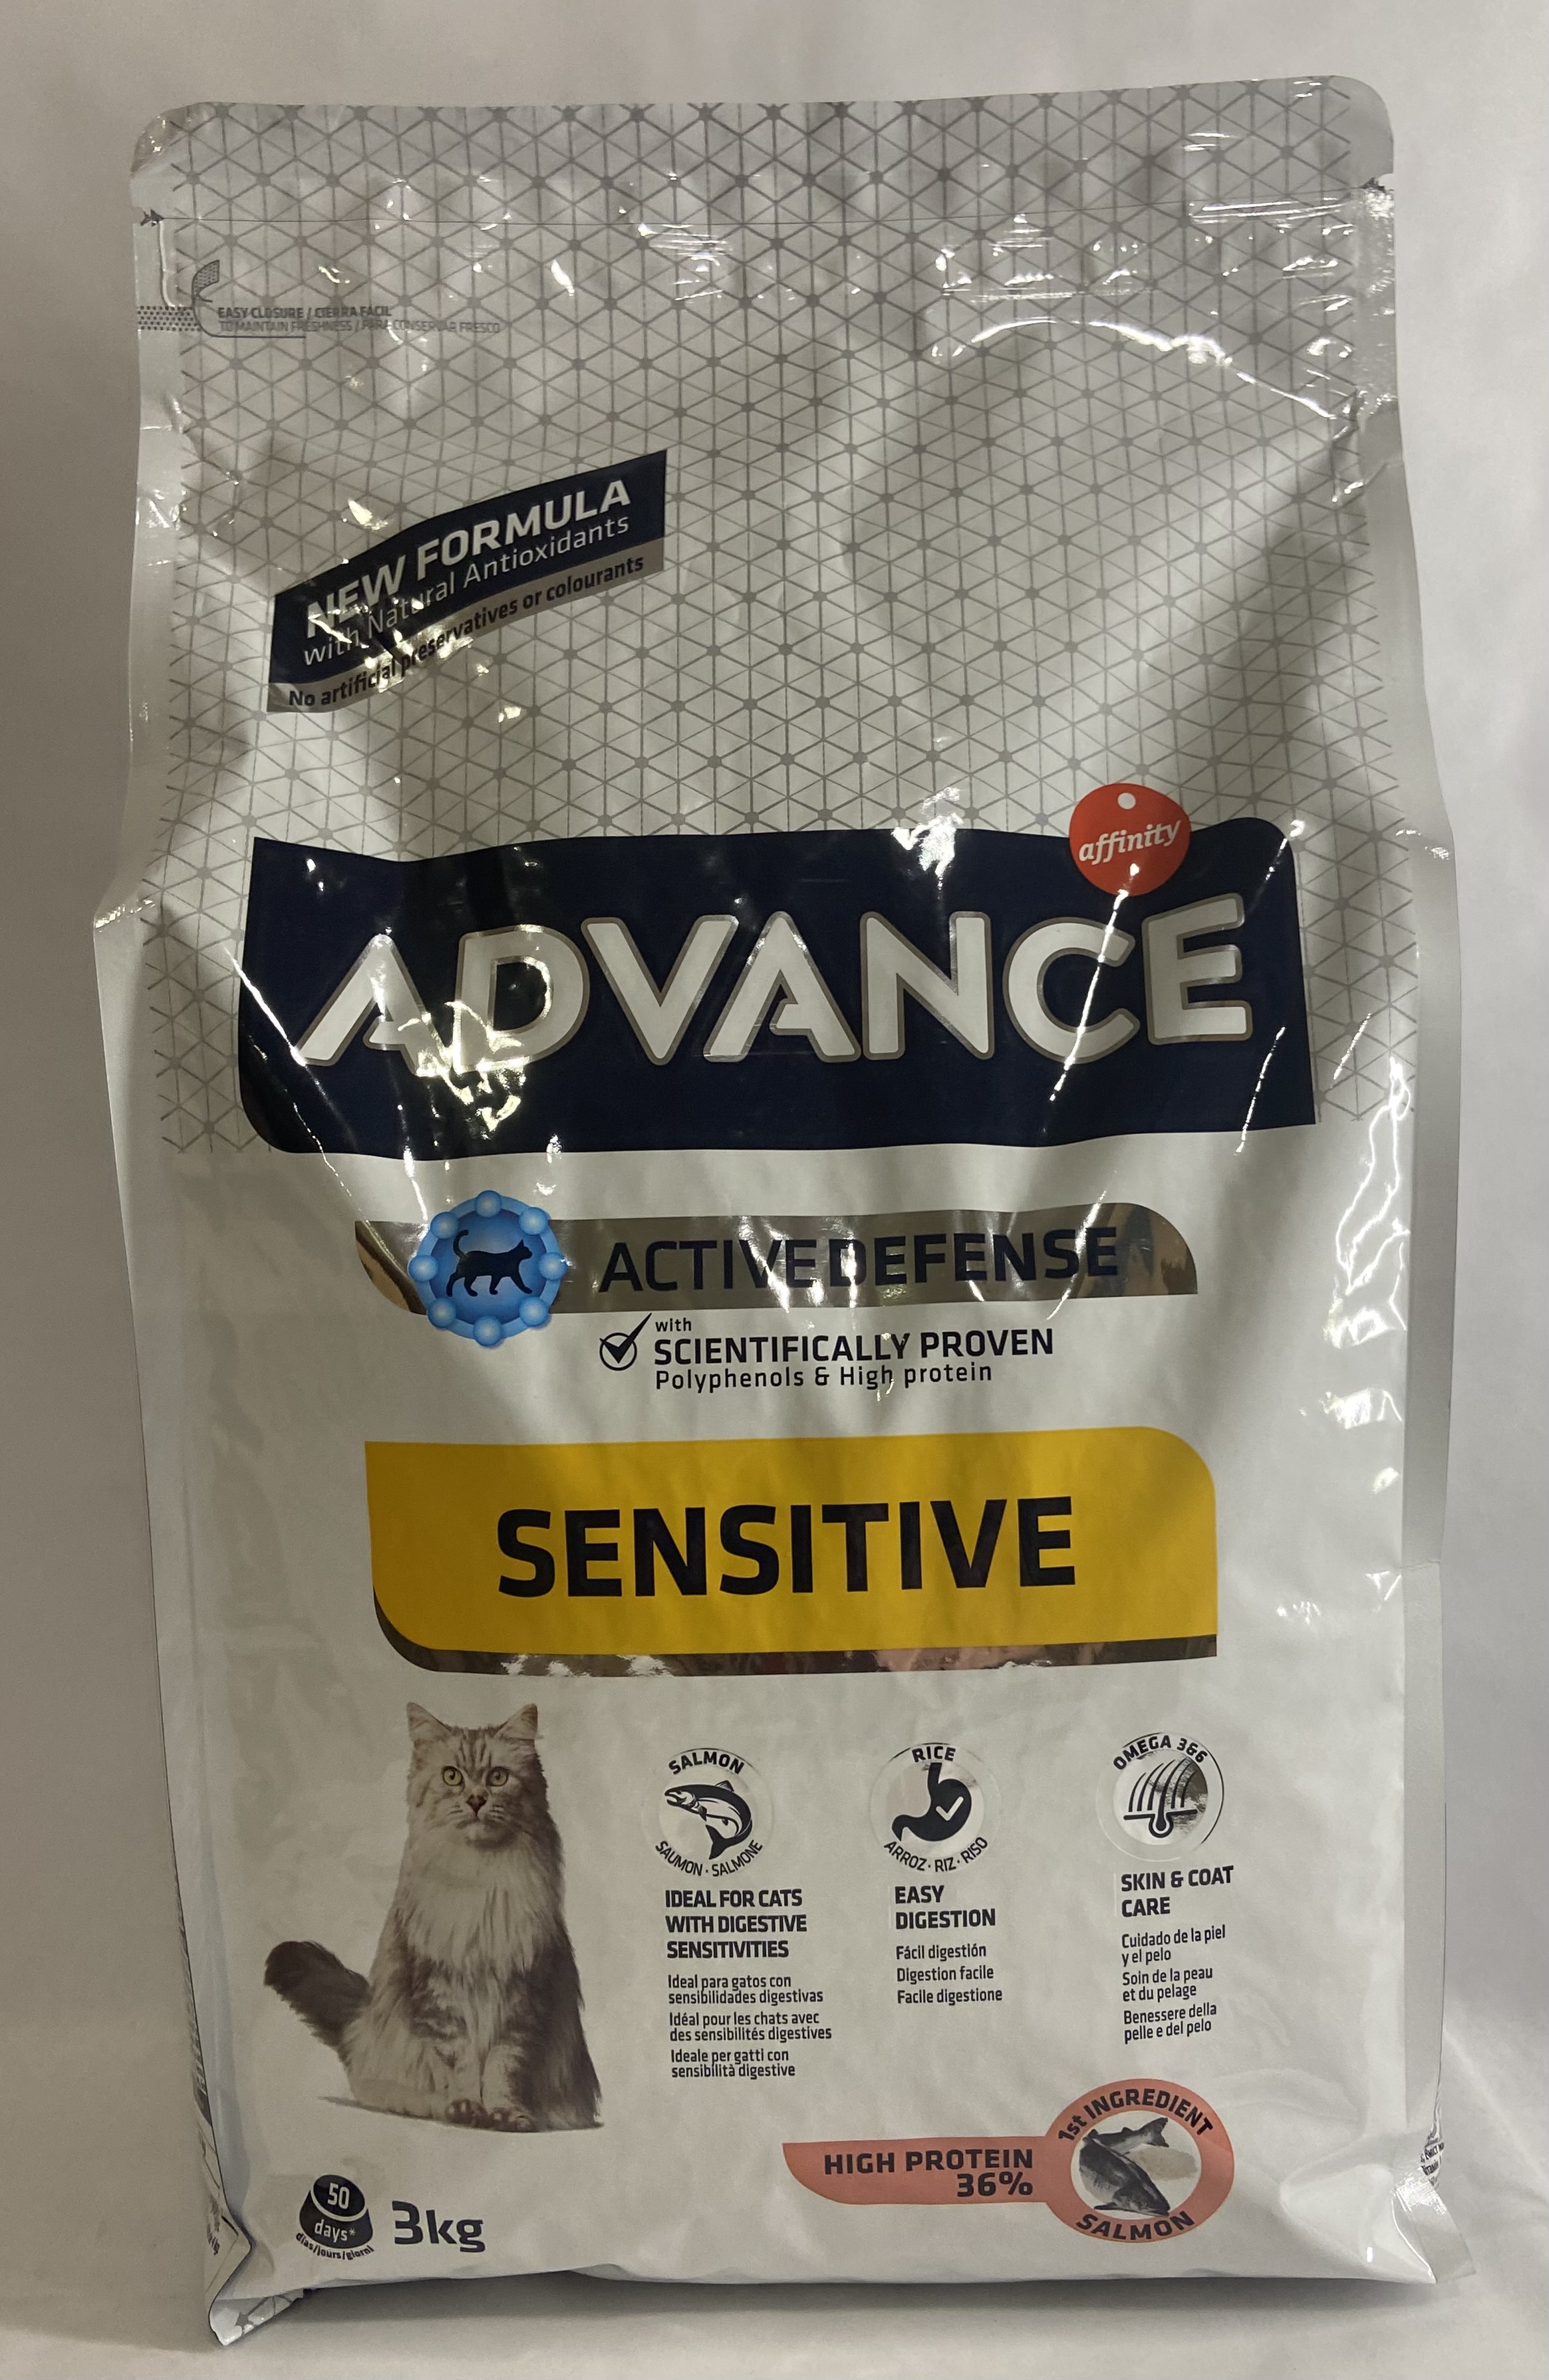 EASY CLOSURE / CIERRA FACIL
TO MAINTAIN FRESHNESS / PARA CONSERVAR FRESCO
NEW FORMULA
with Natural Antioxidants
No artificial preservatives or colourants
affinity
ADVANCE
ACTIVE DEFENSE
with
SCIENTIFICALLY PROVEN
Polyphenols & High protein
SENSITIVE
SALMON
SAUMON · SALMONE
IDEAL FOR CATS
WITH DIGESTIVE
SENSITIVITIES
Ideal para gatos con
sensibilidades digestivas
Idéal pour les chats avec
des sensibilités digestives
Ideale per gatti con
sensibilità digestive
RICE
ARROZ · RIZ · RISO
EASY
DIGESTION
Fácil digestión
Digestion facile
Facile digestione
OMEGA 3&6
SKIN & COAT
CARE
Cuidado de la piel
y el pelo
Soin de la peau
et du pelage
Benessere della
pelle e del pelo
HIGH PROTEIN
36%
1st INGREDIENT
SALMON
50
days*
días/jours/giorni
3kg